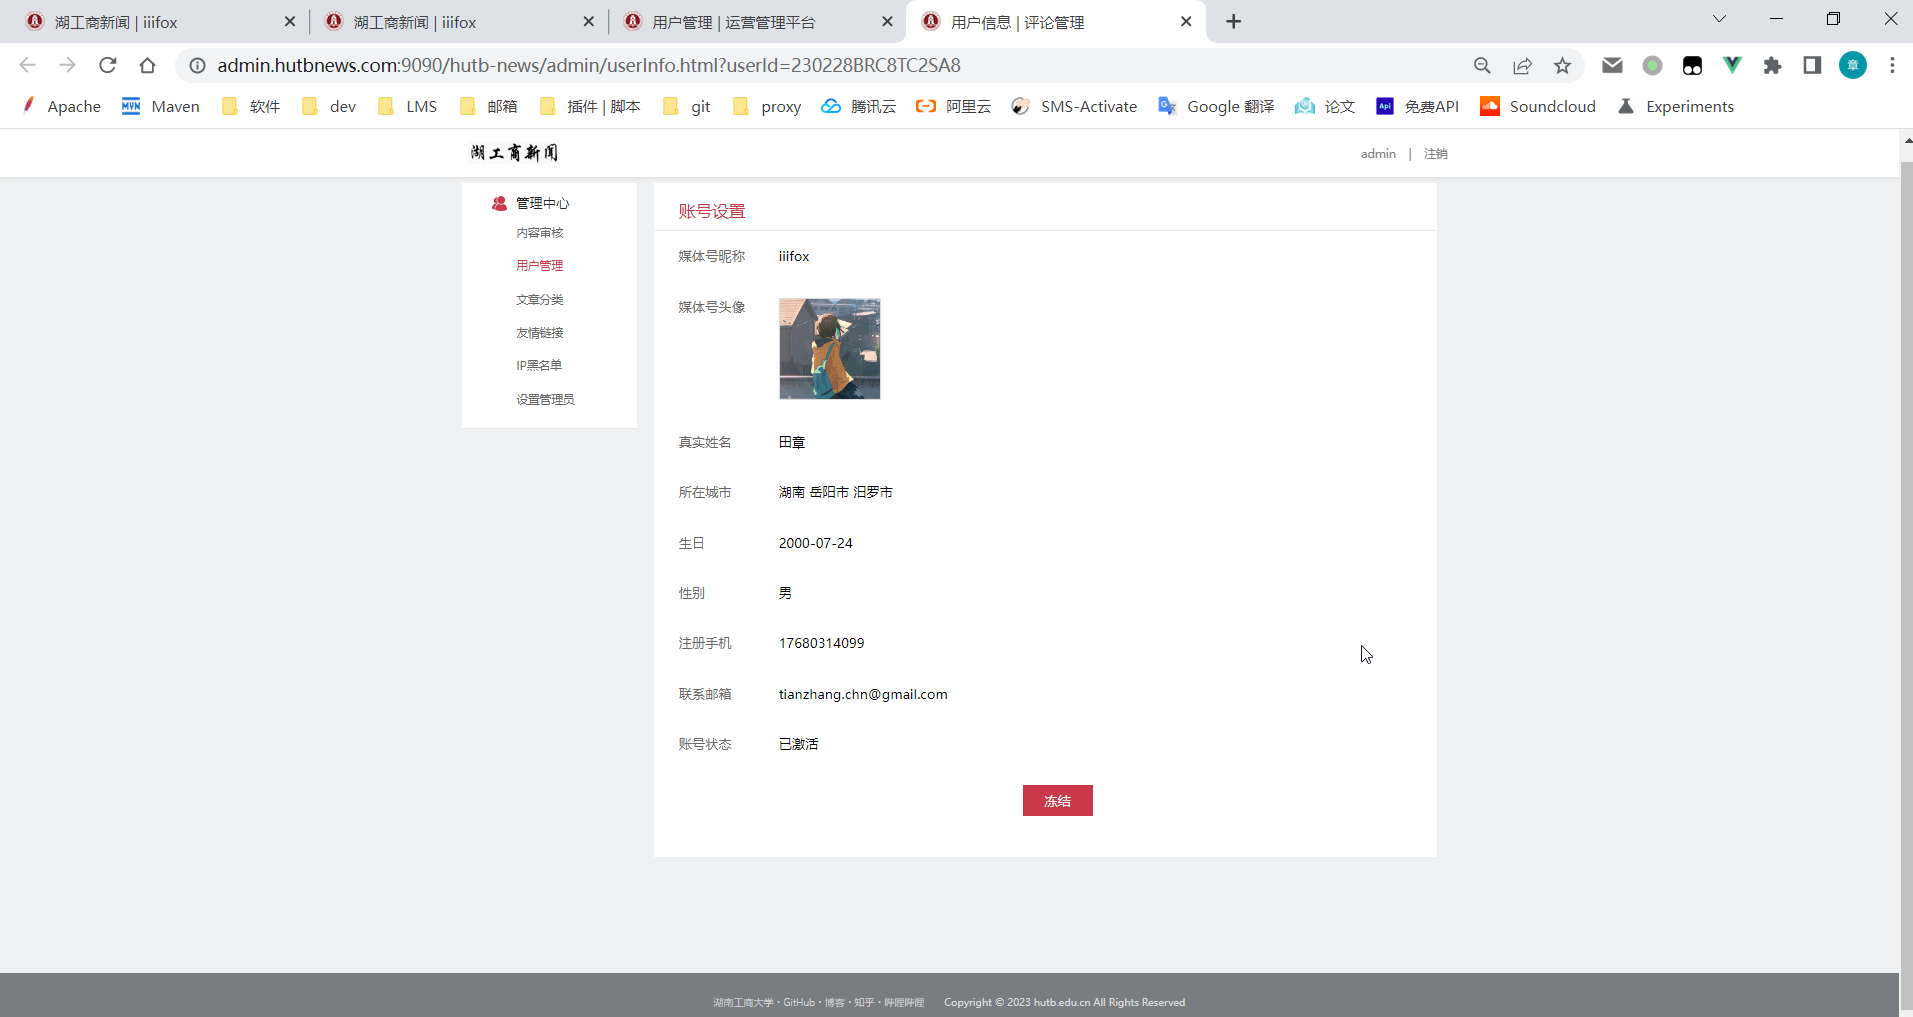 湖工商新闻 | iiifox
湖工商新闻 | iiifox
用户管理 | 运营管理平台
用户信息 | 评论管理
admin.hutbnews.com:9090/hutb-news/admin/userInfo.html?userId=230228BRC8TC2SA8
章
Apache
MVN Maven
软件
dev
LMS
邮箱
插件 | 脚本
git
proxy
腾讯云
阿里云
SMS-Activate
Google 翻译
论文
Api 免费API
Soundcloud
Experiments
湖工商新闻
admin | 注销
管理中心
内容审核
用户管理
文章分类
友情链接
IP黑名单
设置管理员
账号设置
媒体号昵称 iiifox
媒体号头像
真实姓名 田章
所在城市 湖南 岳阳市 汨罗市
生日 2000-07-24
性别 男
注册手机 17680314099
联系邮箱 tianzhang.chn@gmail.com
账号状态 已激活
冻结
湖南工商大学・GitHub・博客・知乎・哔哩哔哩 Copyright © 2023 hutb.edu.cn All Rights Reserved